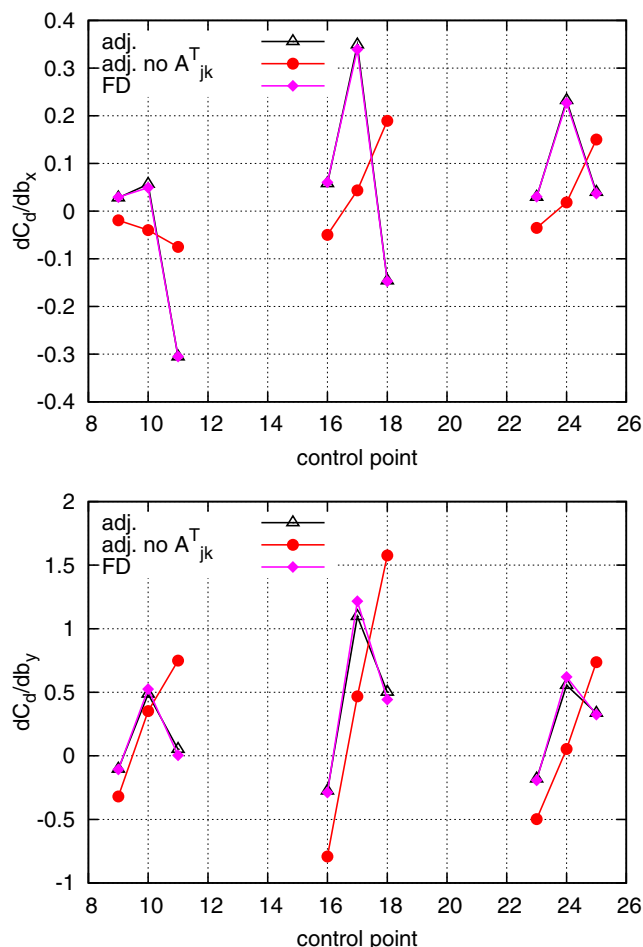 0.4
0.3
0.2
0.1
0
-0.1
-0.2
-0.3
-0.4
dC_d/db_x
adj.
adj. no A^T_jk
FD
8 10 12 14 16 18 20 22 24 26
control point
2
1.5
1
0.5
0
-0.5
-1
dC_d/db_y
adj.
adj. no A^T_jk
FD
8 10 12 14 16 18 20 22 24 26
control point